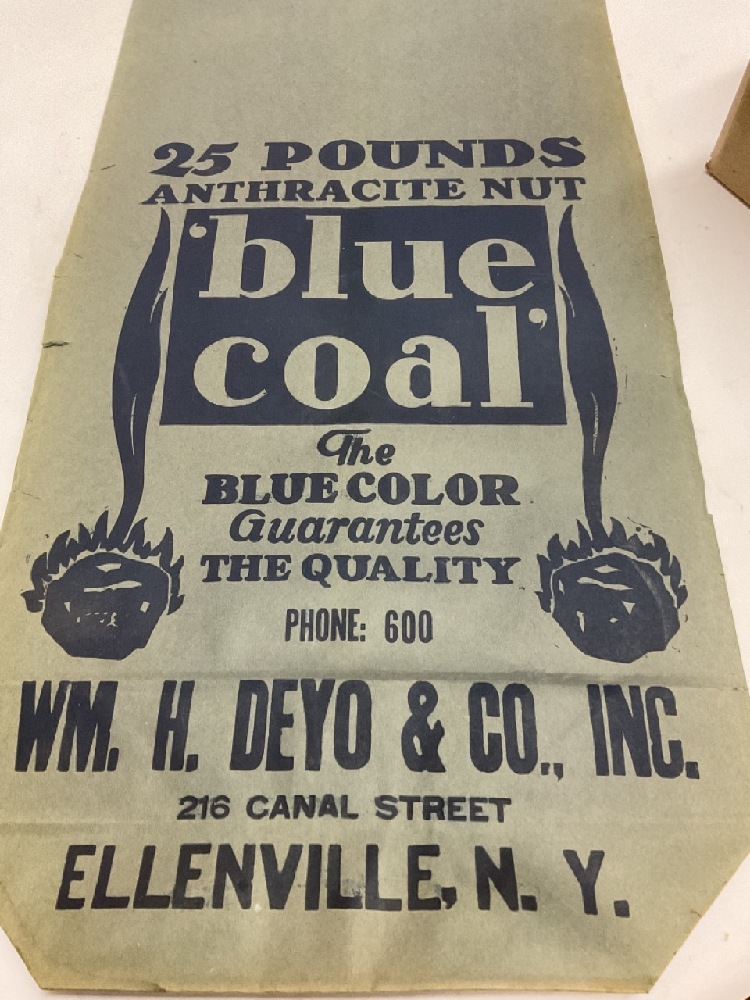 25 POUNDS
ANTHRACITE NUT
'blue
coal'
The
BLUE COLOR
Guarantees
THE QUALITY
PHONE: 600
WM. H. DEYO & CO., INC.
216 CANAL STREET
ELLENVILLE, N. Y.